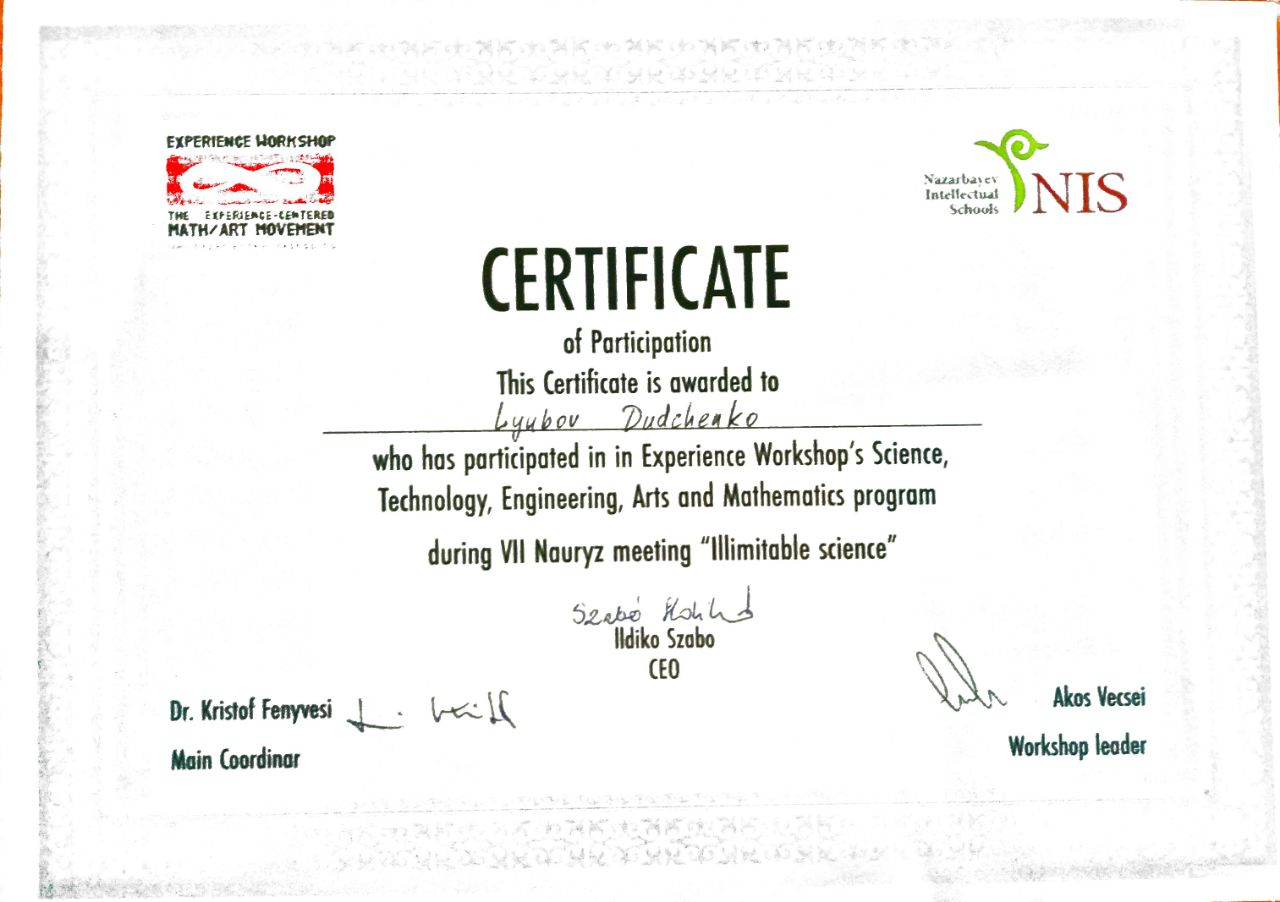 EXPERIENCE WORKSHOP
THE EXPERIENCE-CENTERED
MATH/ART MOVEMENT
Nazarbayev
Intellectual
Schools
NIS
CERTIFICATE
of Participation
This Certificate is awarded to
Lyubov Dudchenko
who has participated in in Experience Workshop's Science,
Technology, Engineering, Arts and Mathematics program
during VII Nauryz meeting "Illimitable science"
Szabó Ildikó
Ildiko Szabo
CEO
Dr. Kristof Fenyvesi
Main Coordinar
Akos Vecsei
Workshop leader